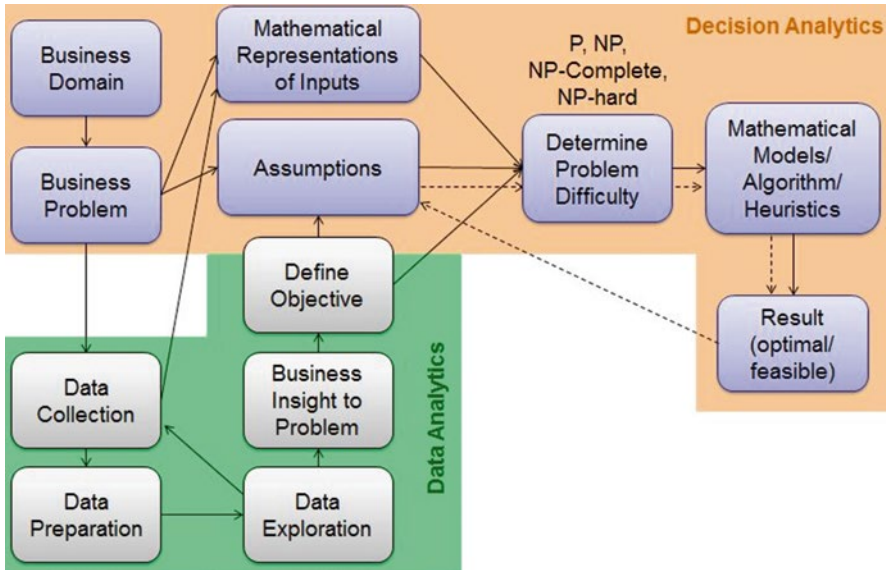 Decision Analytics
Business
Domain
Mathematical
Representations
of Inputs
P, NP,
NP-Complete,
NP-hard
Business
Problem
Assumptions
Determine
Problem
Difficulty
Mathematical
Models/
Algorithm/
Heuristics
Define
Objective
Result
(optimal/
feasible)
Data
Collection
Business
Insight to
Problem
Data
Preparation
Data
Exploration
Data Analytics